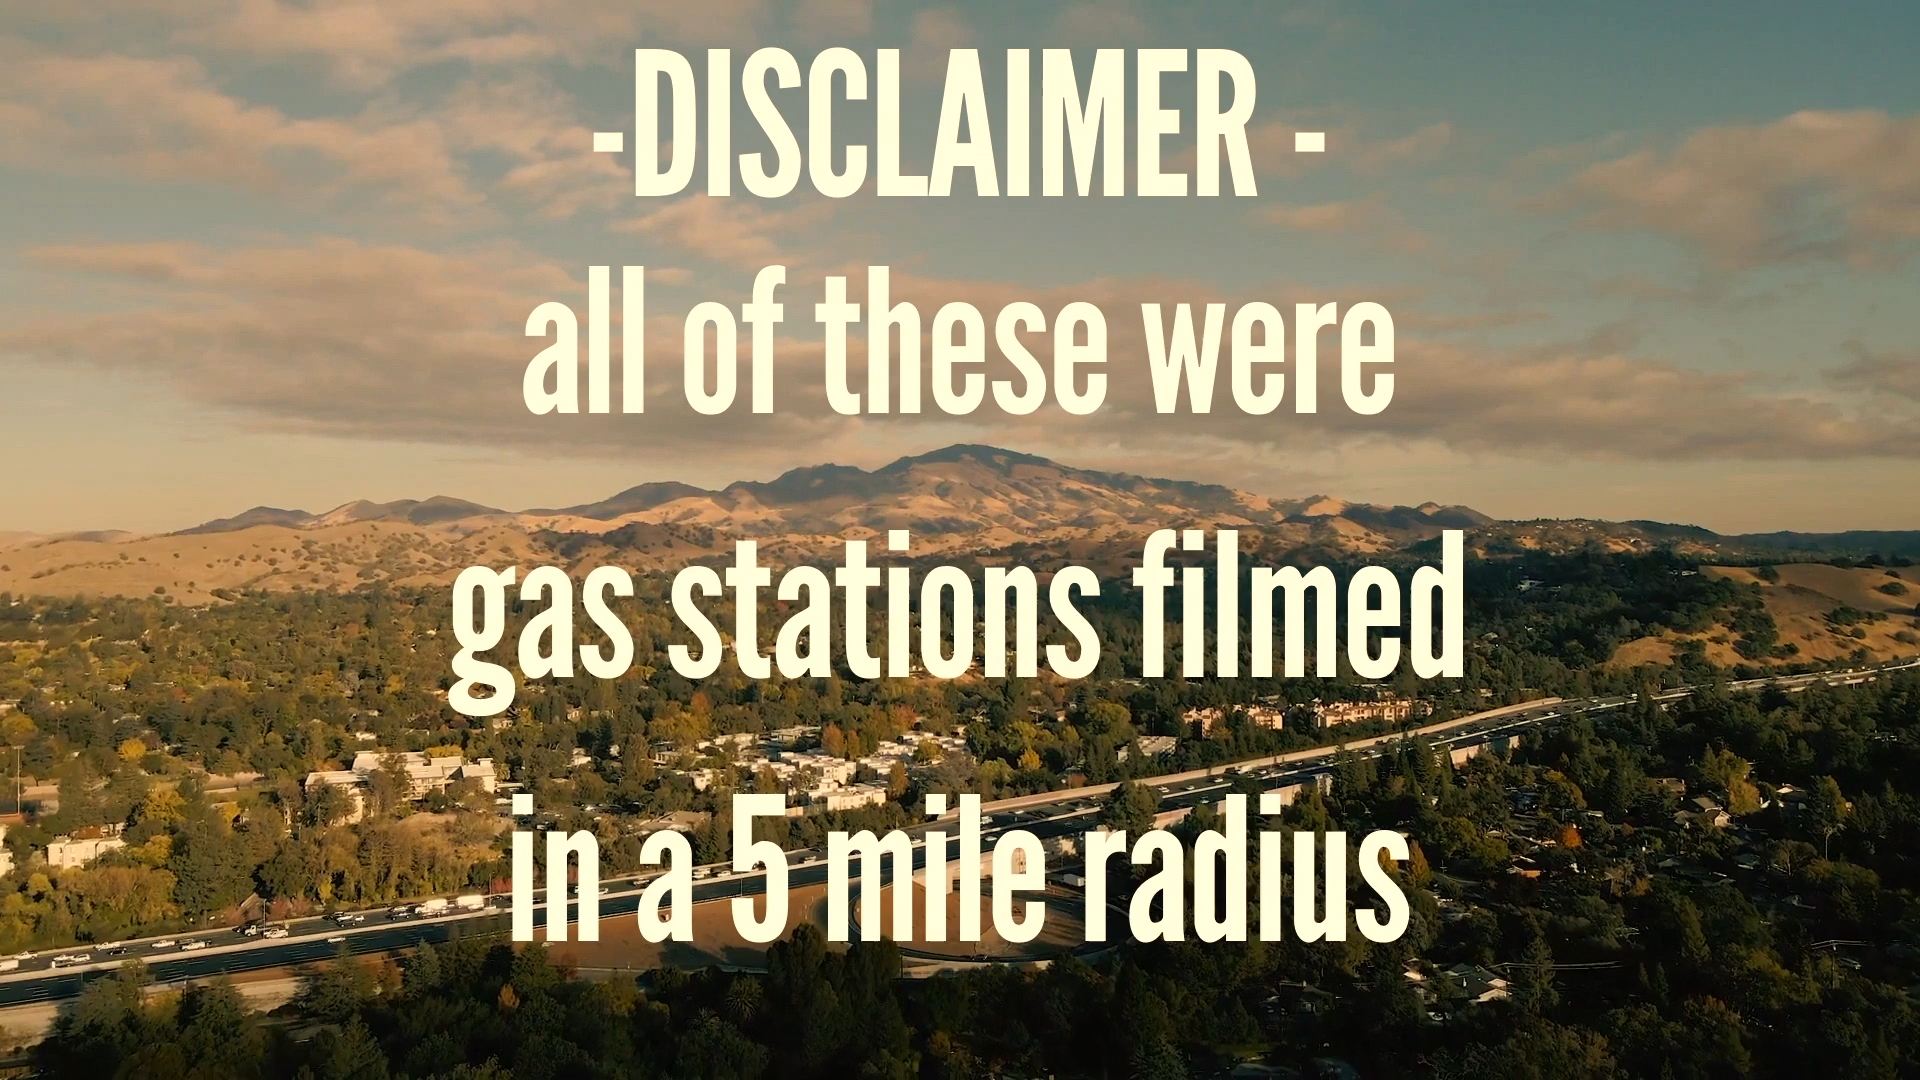 -DISCLAIMER -
all of these were
gas stations filmed
in a 5 mile radius